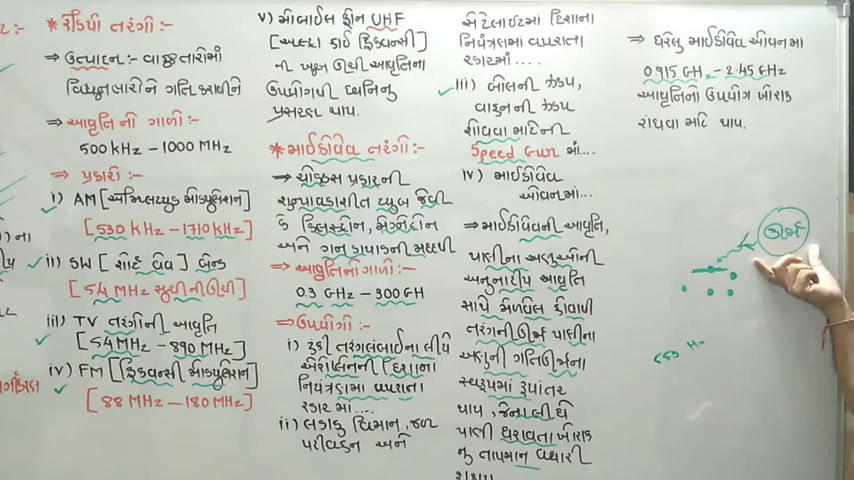 * રેડિયો તરંગો :-
⇒ ઉત્પાદન :- વાહક તારોમાં
વિદ્યુતભારોને ગતિ કરાવીને
⇒ આવૃત્તિ નો ગાળો :-
500 kHz – 1000 MHz
⇒ પ્રકારો :-
i) AM [એમ્પ્લિટ્યુડ મોડ્યુલેશન]
[530 kHz – 1710 kHz]
ii) SW [શોર્ટ વેવ] બેન્ડ
[54 MHz સુધીની ઊંચી]
iii) TV તરંગોની આવૃત્તિ
[54 MHz – 890 MHz]
iv) FM [ફ્રિકવન્સી મોડ્યુલેશન]
[88 MHz – 180 MHz]
v) મોબાઈલ ફોન UHF
[અલ્ટ્રા હાઈ ફ્રિકવન્સી]
ની ખૂબ ઊંચી આવૃત્તિના
ઉપયોગથી ધ્વનિનુ
પ્રસરણ થાય.
* માઈક્રોવેવ તરંગો :-
⇒ ચોક્કસ પ્રકારની
શૂન્યાવકાશીત ટ્યુબ જેવી
કે ક્લિસ્ટ્રોન, મેગ્નેટ્રોન
અને ગન ડાયોડની મદદથી
⇒ આવૃત્તિનો ગાળો :-
0.3 GHz – 300 GH
⇒ ઉપયોગો :-
i) ટુંકી તરંગલંબાઈના લીધે
એરોપ્લેનની દિશાના
નિયંત્રણમાં વપરાતા
રડાર માં....
ii) લડાકુ વિમાન, જળ
પરીવહન અને
સેટેલાઈટમાં દિશાના
નિયંત્રણમાં વપરાતા
રડારમાં....
iii) બોલની ઝડપ,
વાહનની ઝડપ
શોધવા માટેની
Speed Gun માં....
iv) માઈક્રોવેવ
ઓવનમાં...
⇒ માઈક્રોવેવની આવૃત્તિ,
પાણીના અણુઓની
અનુનાદીય આવૃત્તિ
સાથે મેળવેલ હોવાથી
તરંગની ઊર્જા પાણીના
અણુની ગતિઊર્જાના
સ્વરૂપમાં રૂપાંતર
થાય, જેના લીધે
પાણી ધરાવતા ખોરાક
નુ તાપમાન વધારી
શકાય
⇒ ઘરેલુ માઈક્રોવેવ ઓવનમાં
0.915 GH – 2.45 GHz
આવૃત્તિનો ઉપયોગ ખોરાક
રાંધવા માટે થાય.
ઊર્જા